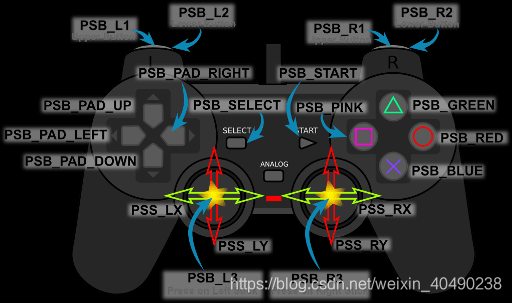 PSB_L1
PSB_L2
PSB_R1
PSB_R2
L
R
PSB_PAD_RIGHT
PSB_START
PSB_PAD_UP
PSB_SELECT
PSB_PINK
PSB_GREEN
PSB_PAD_LEFT
SELECT
START
PSB_RED
PSB_PAD_DOWN
ANALOG
PSB_BLUE
PSS_LX
PSS_RX
PSS_LY
PSS_RY
PSB_L3
PSB_R3
https://blog.csdn.net/weixin_40490238